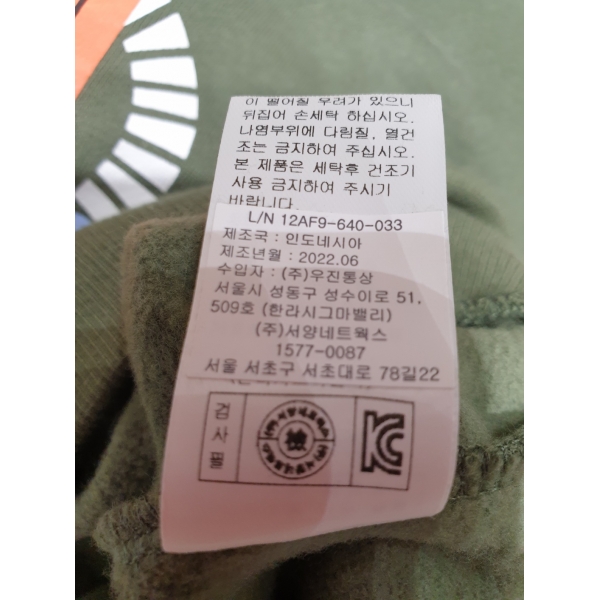 이 떨어질 우려가 있으니
뒤집어 손세탁 하십시오.
나염부위에 다림질, 열건
조는 금지하여 주십시오.
본 제품은 세탁후 건조기
사용 금지하여 주시기
바랍니다.
L/N 12AF9-640-033
제조국 : 인도네시아
제조년월 : 2022.06
수입자 : (주)우진통상
서울시 성동구 성수이로 51,
509호 (한라시그마밸리)
(주)서양네트웍스
1577-0087
서울 서초구 서초대로 78길22
검사필
檢
KC